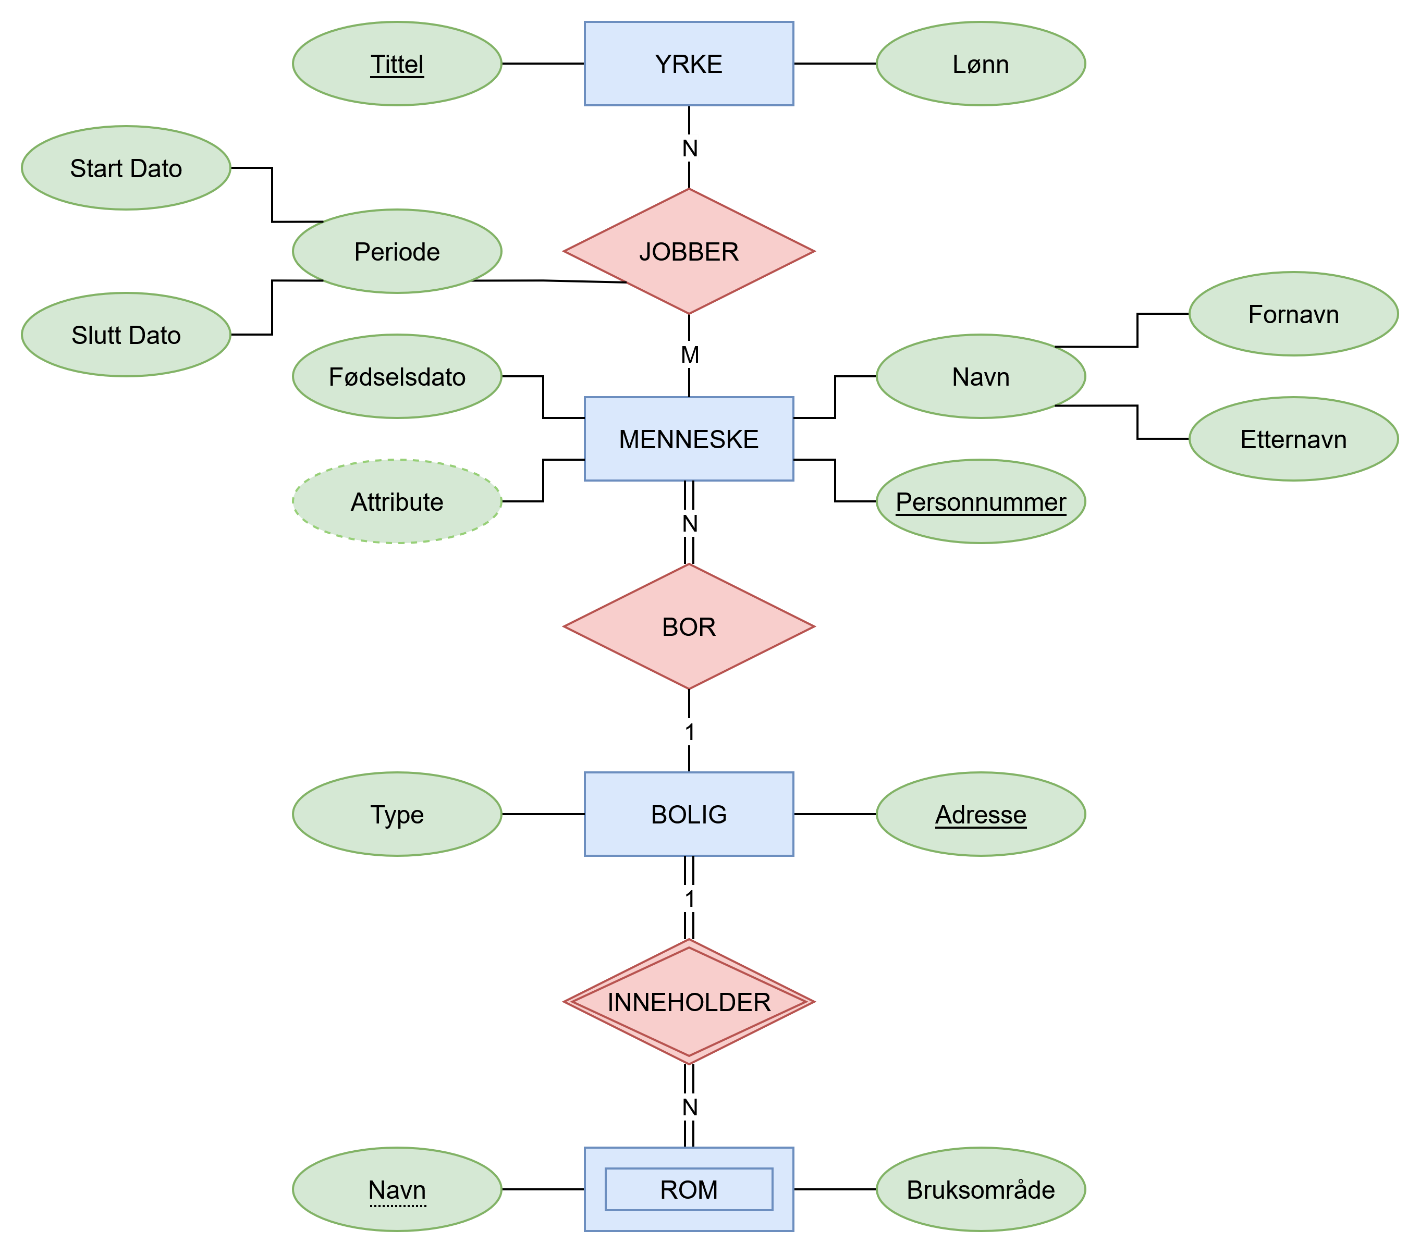 Tittel
YRKE
Lønn
N
Start Dato
Periode
JOBBER
Slutt Dato
M
Fornavn
Fødselsdato
Navn
MENNESKE
Etternavn
Attribute
Personnummer
N
BOR
1
Type
BOLIG
Adresse
1
INNEHOLDER
N
Navn
ROM
Bruksområde